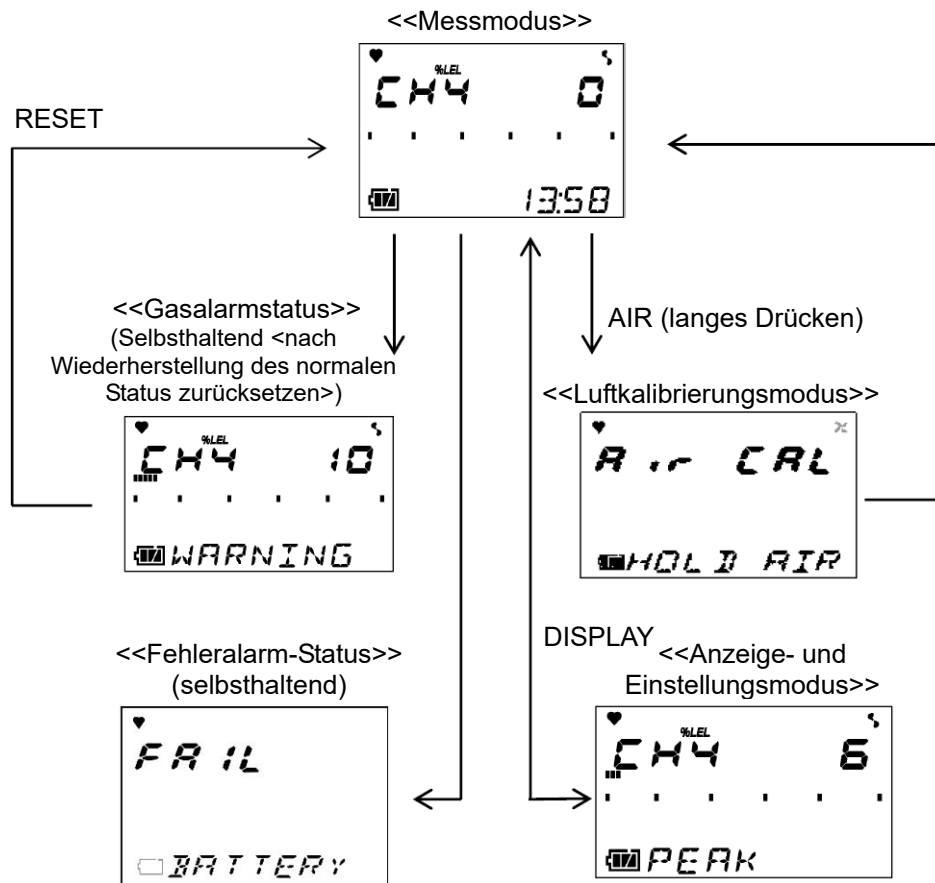 <<Messmodus>>
%LEL
CH4 0
13:58
RESET
<<Gasalarmstatus>>
(Selbsthaltend <nach
Wiederherstellung des normalen
Status zurücksetzen>)
%LEL
CH4 10
WARNING
AIR (langes Drücken)
<<Luftkalibrierungsmodus>>
Air CAL
HOLD AIR
<<Fehleralarm-Status>>
(selbsthaltend)
FAIL
BATTERY
DISPLAY
<<Anzeige- und
Einstellungsmodus>>
%LEL
CH4 6
PEAK